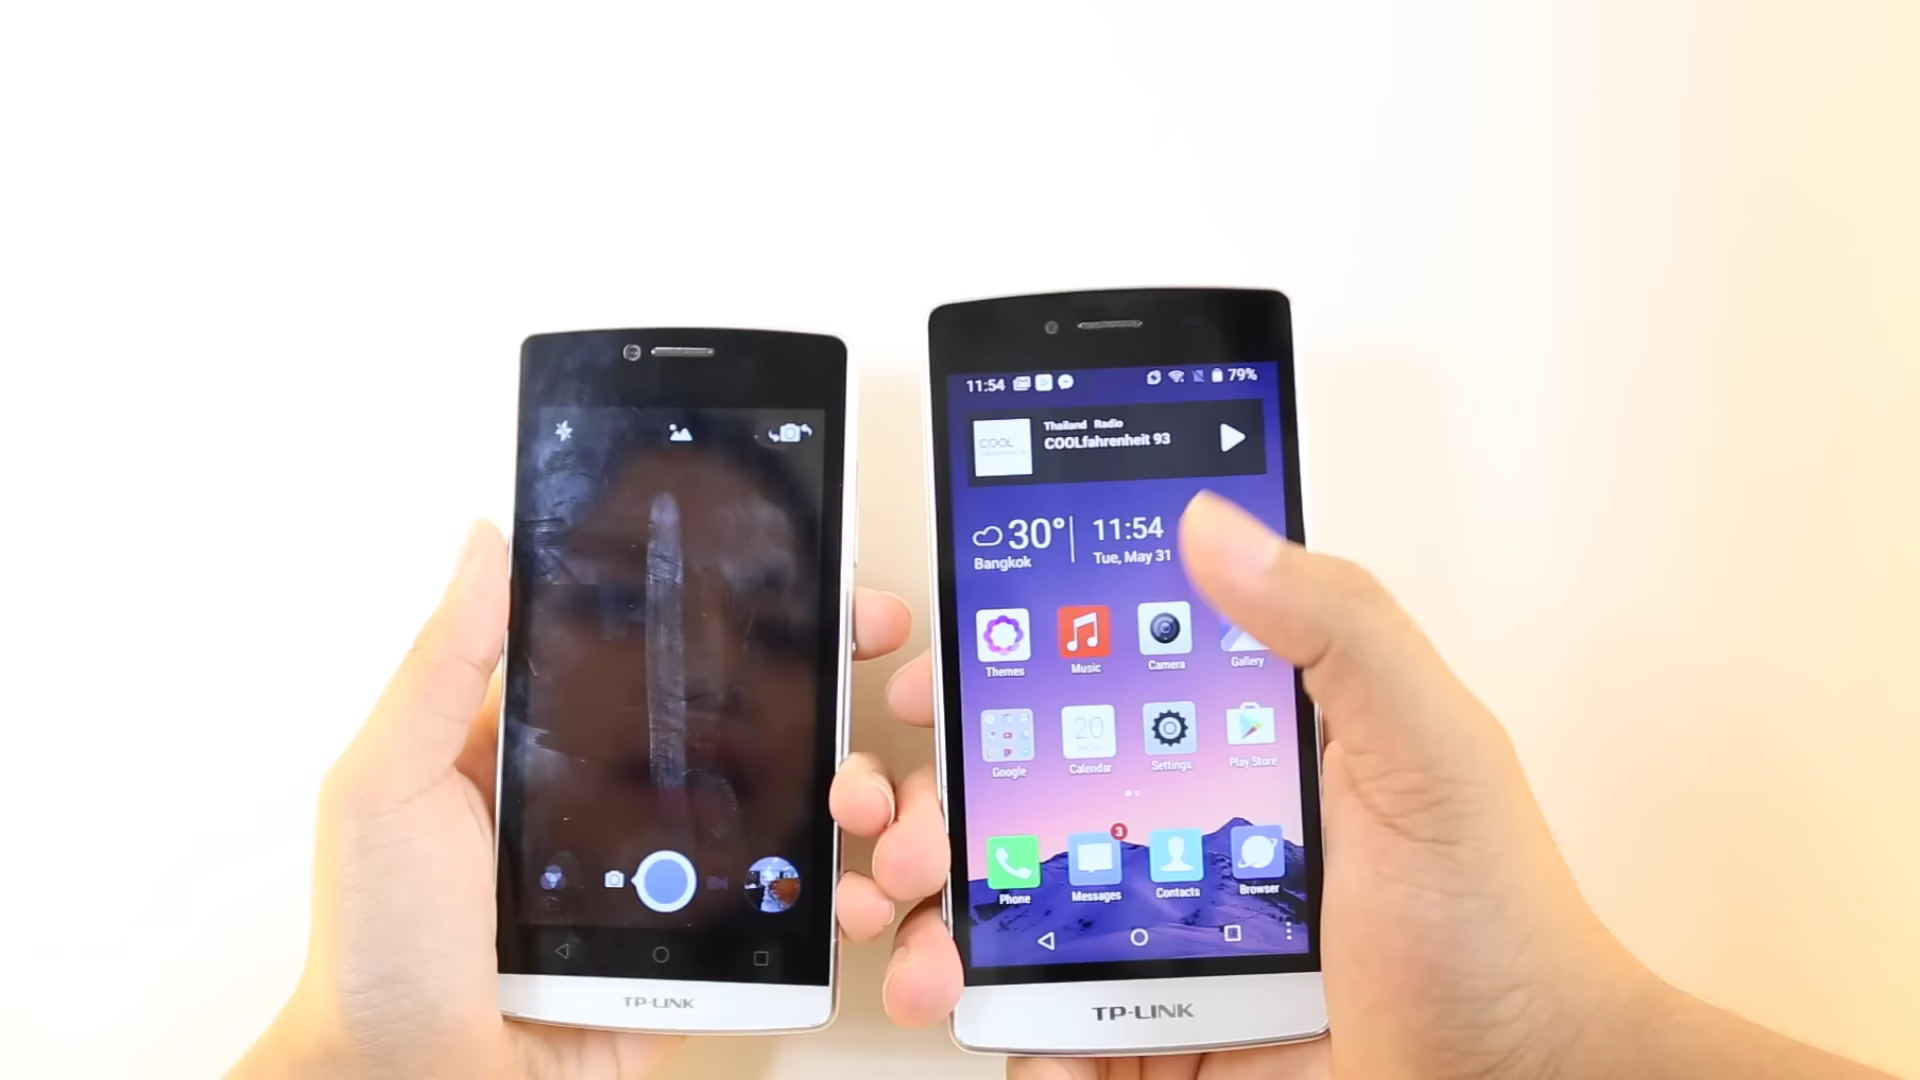 11:54
79%
COOL
Thailand Radio
COOLfahrenheit 93
30°
Bangkok
11:54
Tue, May 31
Themes
Music
Camera
Gallery
Google
20
Calendar
Settings
Play Store
3
Phone
Messages
Contacts
Browser
TP-LINK
TP-LINK